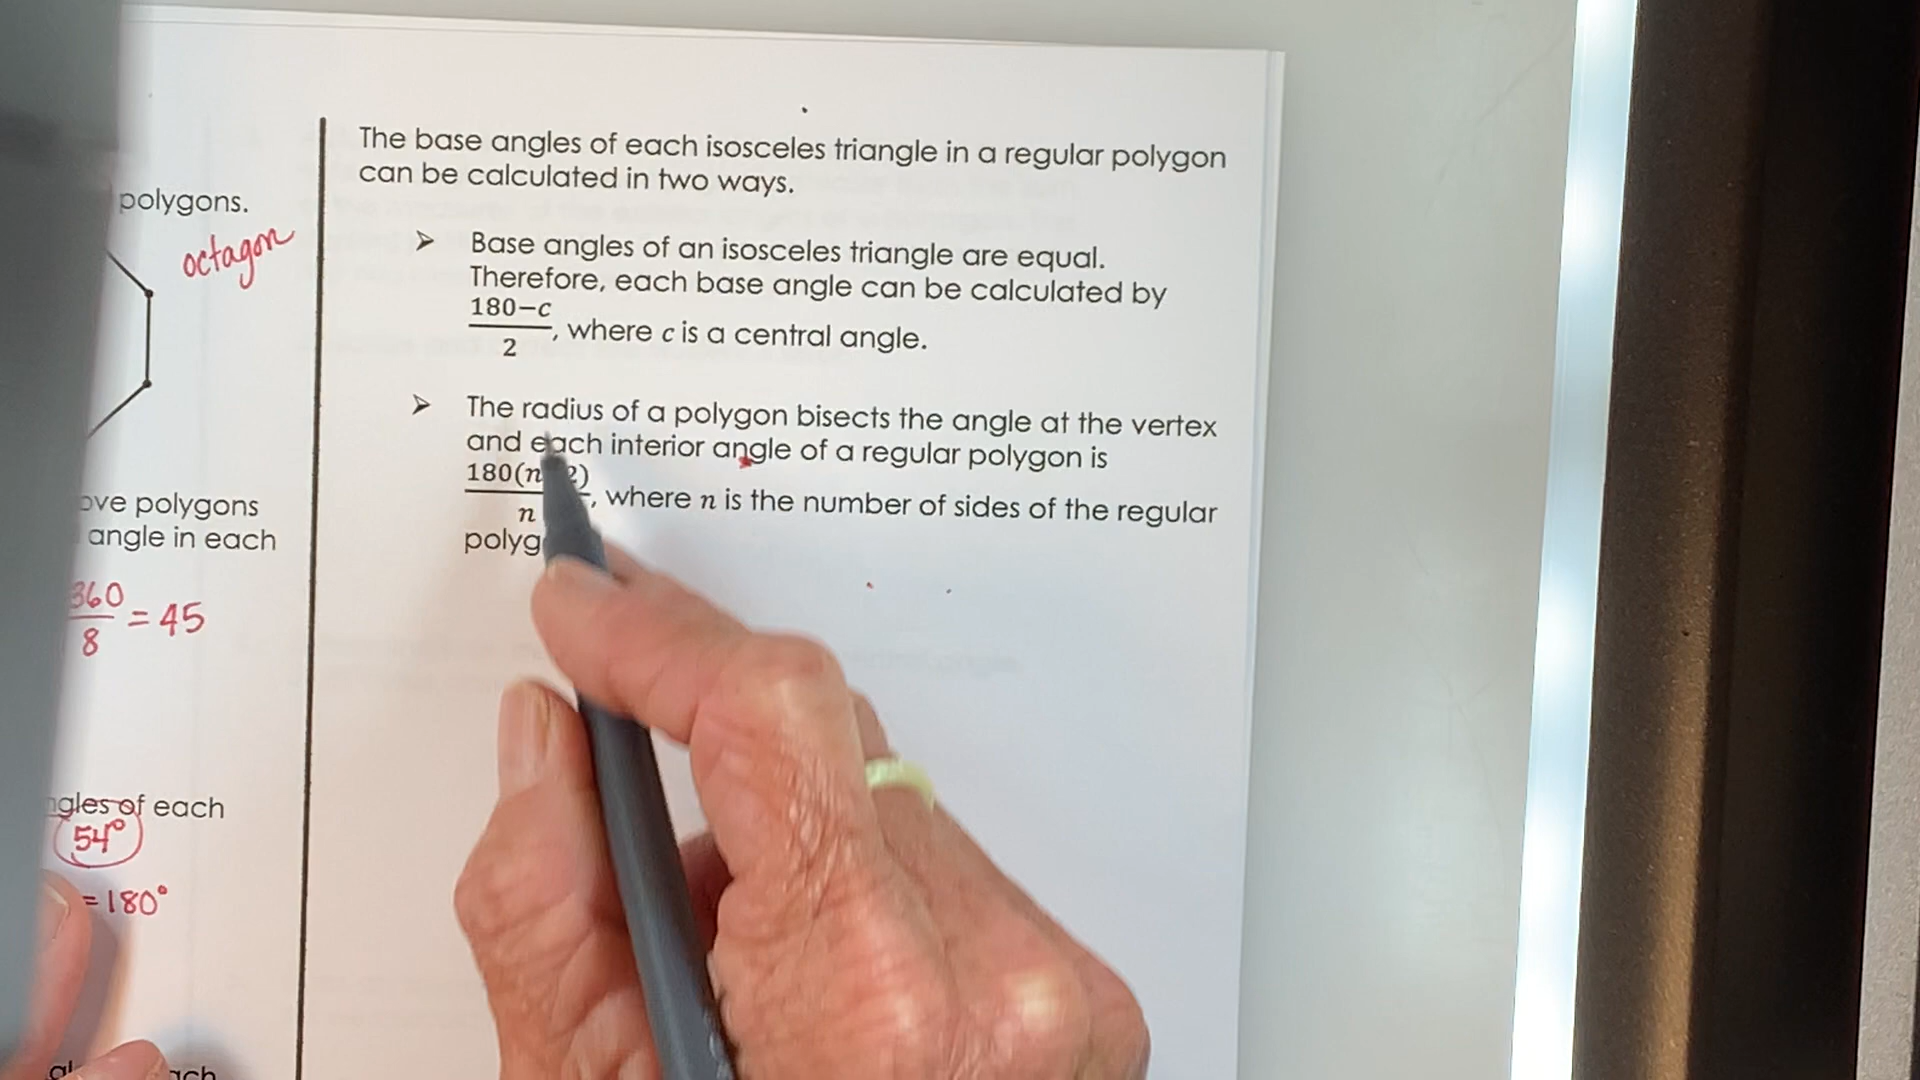 polygons.
octagon
polygons
angle in each
360
8
= 45
of each
54°
= 180°
The base angles of each isosceles triangle in a regular polygon
can be calculated in two ways.
➢ Base angles of an isosceles triangle are equal.
Therefore, each base angle can be calculated by
180−c
2
, where c is a central angle.
➢ The radius of a polygon bisects the angle at the vertex
and each interior angle of a regular polygon is
180(n 2)
n
, where n is the number of sides of the regular